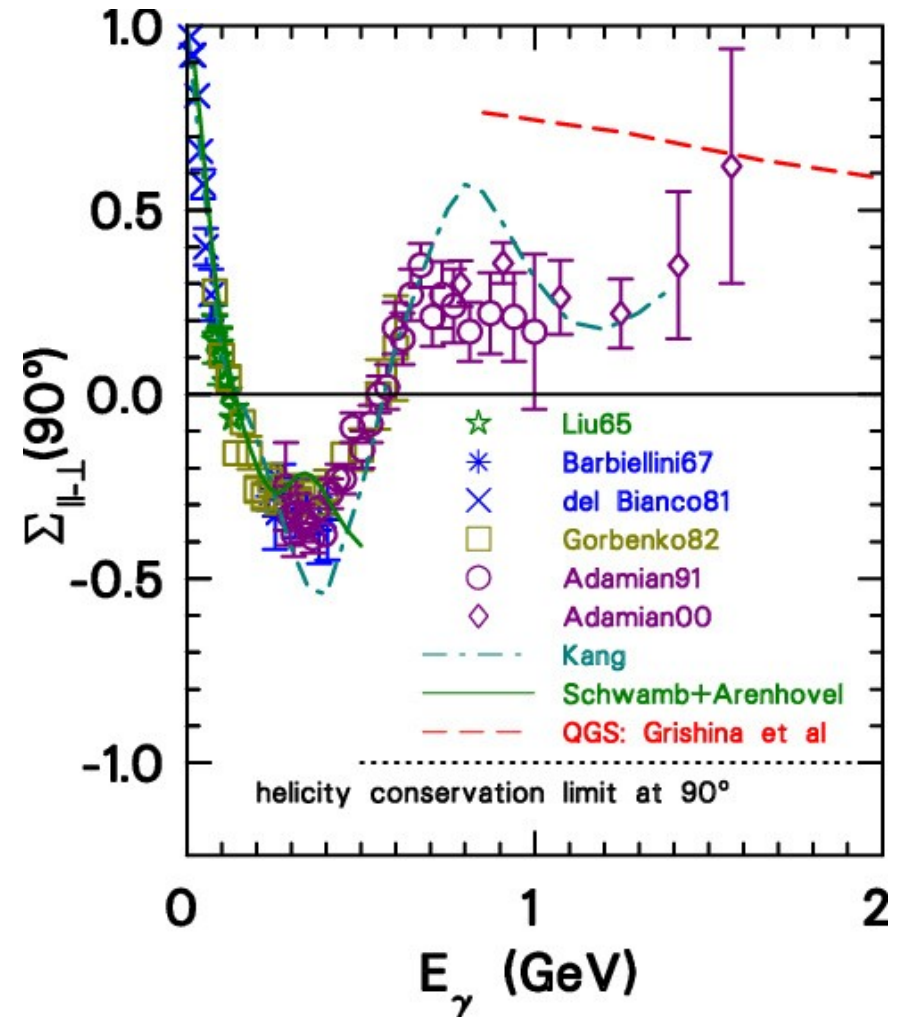 1.0
0.5
0.0
-0.5
-1.0
Σ||-⊥(90°)
Liu65
Barbiellini67
del Bianco81
Gorbenko82
Adamian91
Adamian00
Kang
Schwamb+Arenhovel
QGS: Grishina et al
helicity conservation limit at 90°
0 1 2
Eγ (GeV)